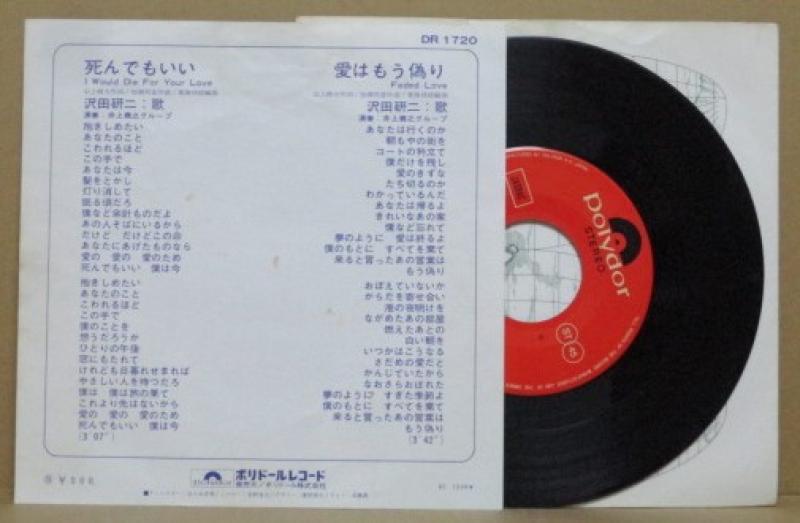 DR 1720
死んでもいい
I Would Die For Your Love
沢田研二：歌
演奏：井上堯之グループ
抱きしめたい
あなたのこと
こわれるほど
この手で
あなたは今
髪をとかし
灯り消して
眠る頃だろ
僕など余計ものだよ
あの人そばにいるから
だけど だけどこの命
あなたにあげたものなら
愛の 愛の 愛のため
死んでもいい 僕は今
抱きしめたい
あなたのこと
こわれるほど
この手で
僕のことを
想うだろうか
ひとりの午後
窓にもたれて
けれども日暮れせまれば
やさしい人を待つだろ
僕は 僕は旅の果て
これより先はないから
愛の 愛の 愛のため
死んでもいい 僕は今
(3′07″)
愛はもう偽り
Faded Love
沢田研二：歌
演奏：井上堯之グループ
あなたは行くのか
朝もやの街を
コートの衿立て
僕だけを残し
愛のきずな
たち切るのか
わかっているんだ
あなたは帰るよ
きれいなあの家
僕など忘れて
夢のように 愛は終るよ
僕のもとに すべてを棄て
来ると言ったあの言葉は
もう偽り
おぼえていないか
からだを寄せ合い
港の夜明けを
ながめたあの部屋
燃えたあとの
白い朝を
いつかはこうなる
さだめの愛だと
かんじていたから
なおさらおぼれた
夢のように すぎた季節よ
僕のもとに すべてを棄て
来ると言ったあの言葉は
もう偽り
(3′42″)
ポリドールレコード
polydor
STEREO
ST 45